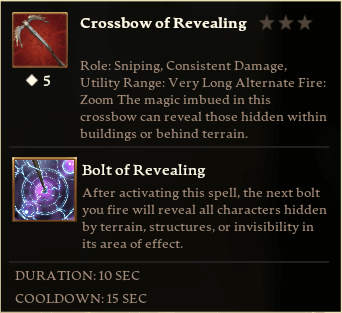 Crossbow of Revealing
5
Role: Sniping, Consistent Damage,
Utility Range: Very Long Alternate Fire:
Zoom The magic imbued in this
crossbow can reveal those hidden within
buildings or behind terrain.
Bolt of Revealing
After activating this spell, the next bolt
you fire will reveal all characters hidden
by terrain, structures, or invisibility in
its area of effect.
DURATION: 10 SEC
COOLDOWN: 15 SEC